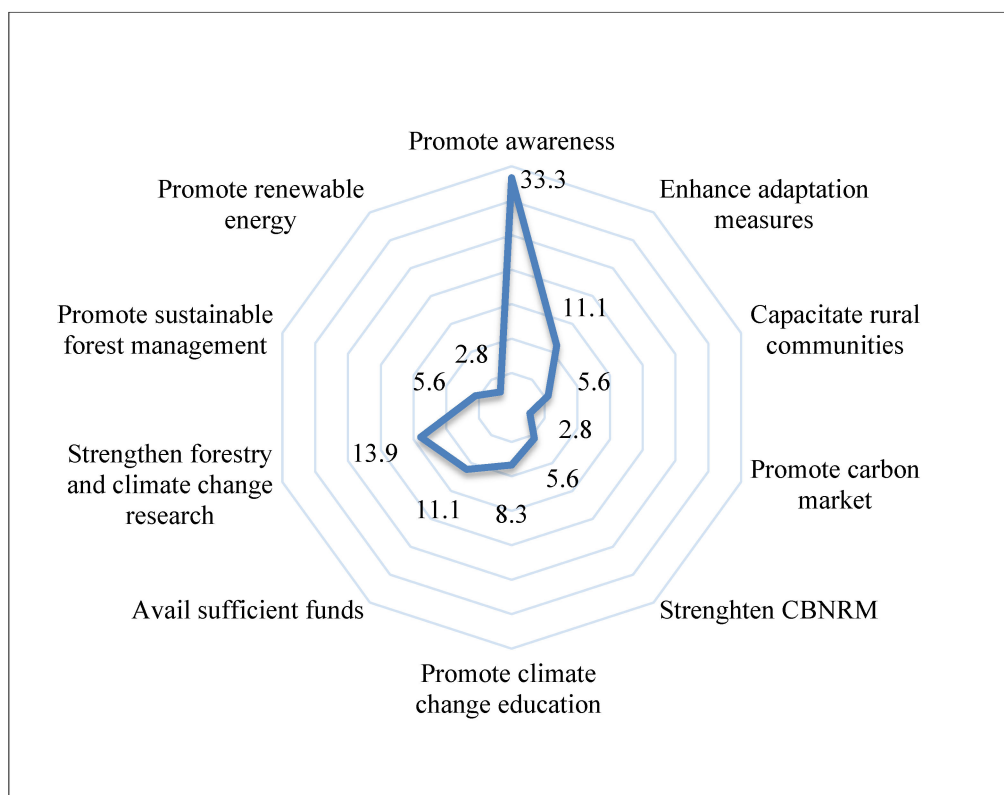 Promote awareness
33.3
Promote renewable
energy
Enhance adaptation
measures
11.1
Promote sustainable
forest management
Capacitate rural
communities
2.8
5.6
5.6
2.8
Strengthen forestry
and climate change
research
13.9
Promote carbon
market
5.6
11.1
8.3
Avail sufficient funds
Strenghten CBNRM
Promote climate
change education